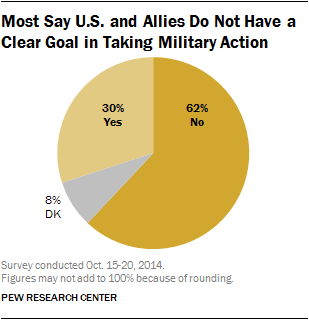 Most Say U.S. and Allies Do Not Have a
Clear Goal in Taking Military Action
30%
Yes
62%
No
8%
DK
Survey conducted Oct. 15-20, 2014.
Figures may not add to 100% because of rounding.
PEW RESEARCH CENTER